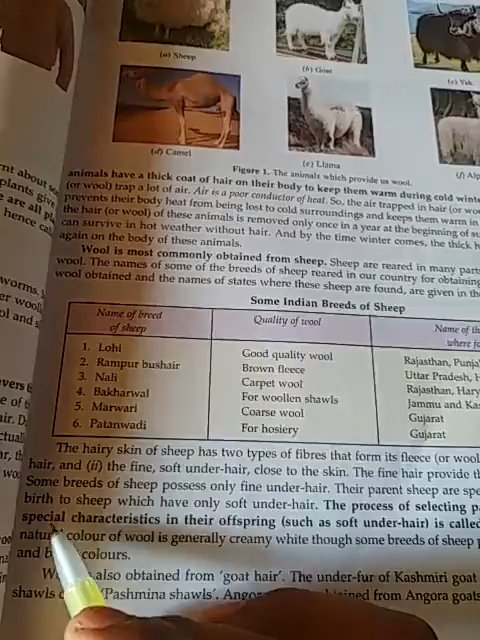 (a) Sheep
(b) Goat
(c) Yak
(d) Camel
(e) Llama
(f)
Figure 1. The animals which provide us wool.
animals have a thick coat of hair on their body to keep them warm during cold
(or wool) trap a lot of air. Air is a poor conductor of heat. So, the air trapped in hair (or
prevents their body heat from being lost to cold surroundings and keeps them warm in
the hair (or wool) of these animals is removed only once in a year at the beginning of
can survive in hot weather without hair. And by the time winter comes, the thick
again on the body of these animals.
Wool is most commonly obtained from sheep. Sheep are reared in many parts
wool. The names of some of the breeds of sheep reared in our country for obtaining
wool obtained and the names of states where these sheep are found, are given in the
Some Indian Breeds of Sheep
Name of breed of sheep Quality of wool Name of
where
1. Lohi Good quality wool Rajasthan,
2. Rampur bushair Brown fleece Uttar Pradesh,
3. Nali Carpet wool Rajasthan,
4. Bakharwal For woollen shawls Jammu and
5. Marwari Coarse wool Gujarat
6. Patanwadi For hosiery Gujarat
The hairy skin of sheep has two types of fibres that form its fleece (or
hair, and (ii) the fine, soft under-hair, close to the skin. The fine hair provide
Some breeds of sheep possess only fine under-hair. Their parent sheep are
birth to sheep which have only soft under-hair. The process of selecting
special characteristics in their offspring (such as soft under-hair) is called
colour of wool is generally creamy white though some breeds of sheep
and colours.
also obtained from 'goat hair'. The under-fur of Kashmiri goat
shawls 'Pashmina shawls'. from Angora goats